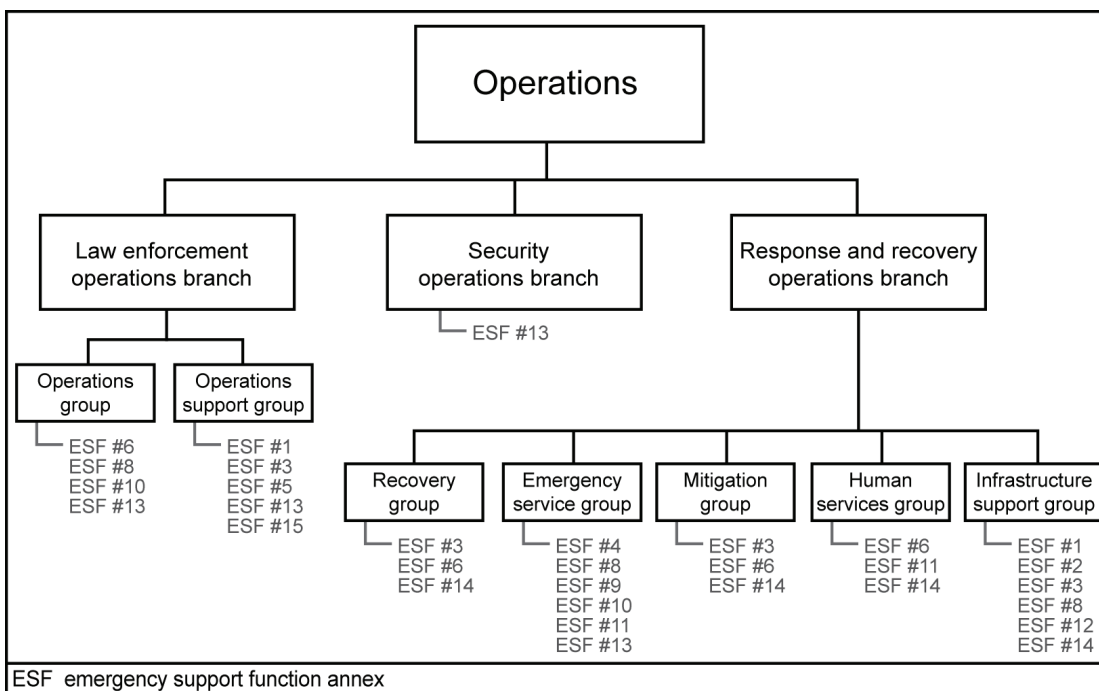 Operations
Law enforcement
operations branch
Security
operations branch
ESF #13
Response and recovery
operations branch
Operations
group
ESF #6
ESF #8
ESF #10
ESF #13
Operations
support group
ESF #1
ESF #3
ESF #5
ESF #13
ESF #15
Recovery
group
ESF #3
ESF #6
ESF #14
Emergency
service group
ESF #4
ESF #8
ESF #9
ESF #10
ESF #11
ESF #13
Mitigation
group
ESF #3
ESF #6
ESF #14
Human
services group
ESF #6
ESF #11
ESF #14
Infrastructure
support group
ESF #1
ESF #2
ESF #3
ESF #8
ESF #12
ESF #14
ESF emergency support function annex